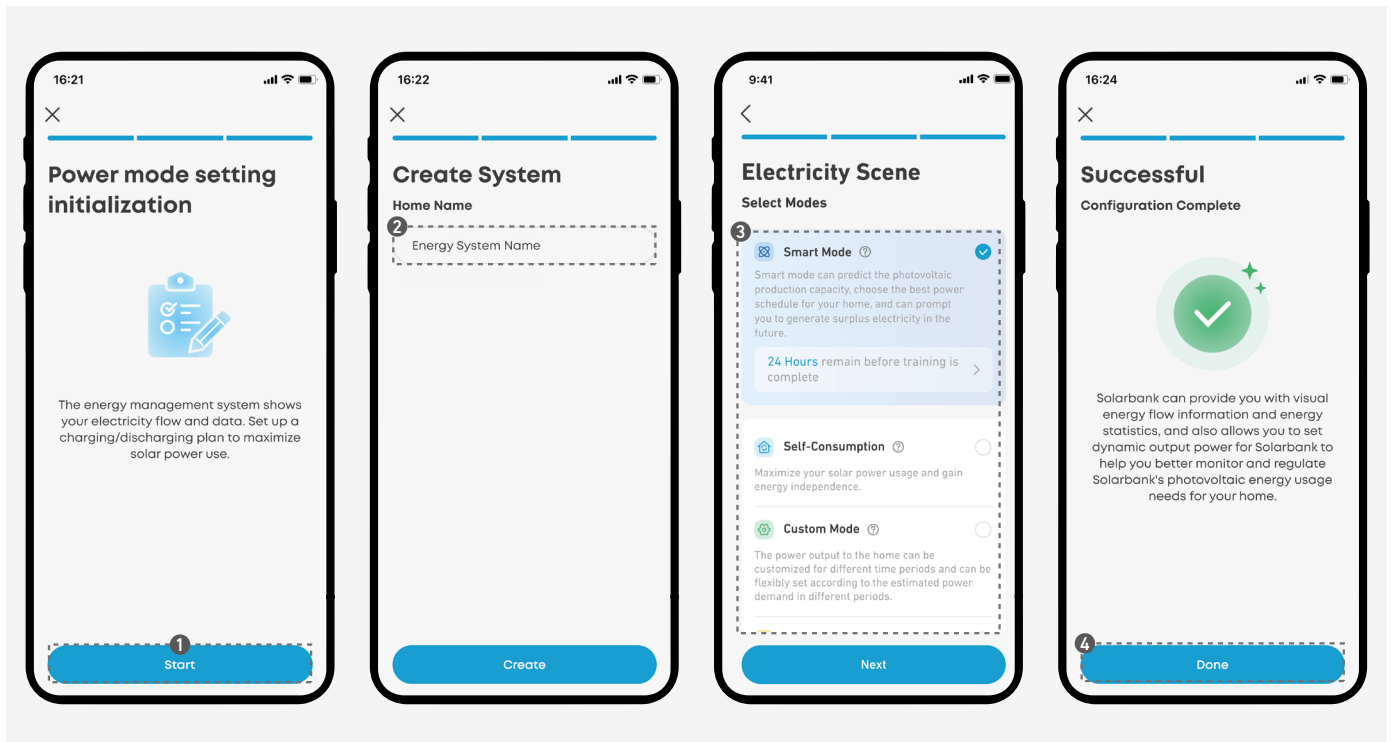 16:21
Power mode setting
initialization
The energy management system shows
your electricity flow and data. Set up a
charging/discharging plan to maximize
solar power use.
1
Start
16:22
Create System
Home Name
2
Energy System Name
Create
9:41
Electricity Scene
Select Modes
3
Smart Mode ?
Smart mode can predict the photovoltaic
production capacity, choose the best power
schedule for your home, and can prompt
you to generate surplus electricity in the
future.
24 Hours remain before training is
complete
Self-Consumption ?
Maximize your solar power usage and gain
energy independence.
Custom Mode ?
The power output to the home can be
customized for different time periods and can be
flexibly set according to the estimated power
demand in different periods.
Next
16:24
Successful
Configuration Complete
Solarbank can provide you with visual
energy flow information and energy
statistics, and also allows you to set
dynamic output power for Solarbank to
help you better monitor and regulate
Solarbank's photovoltaic energy usage
needs for your home.
4
Done